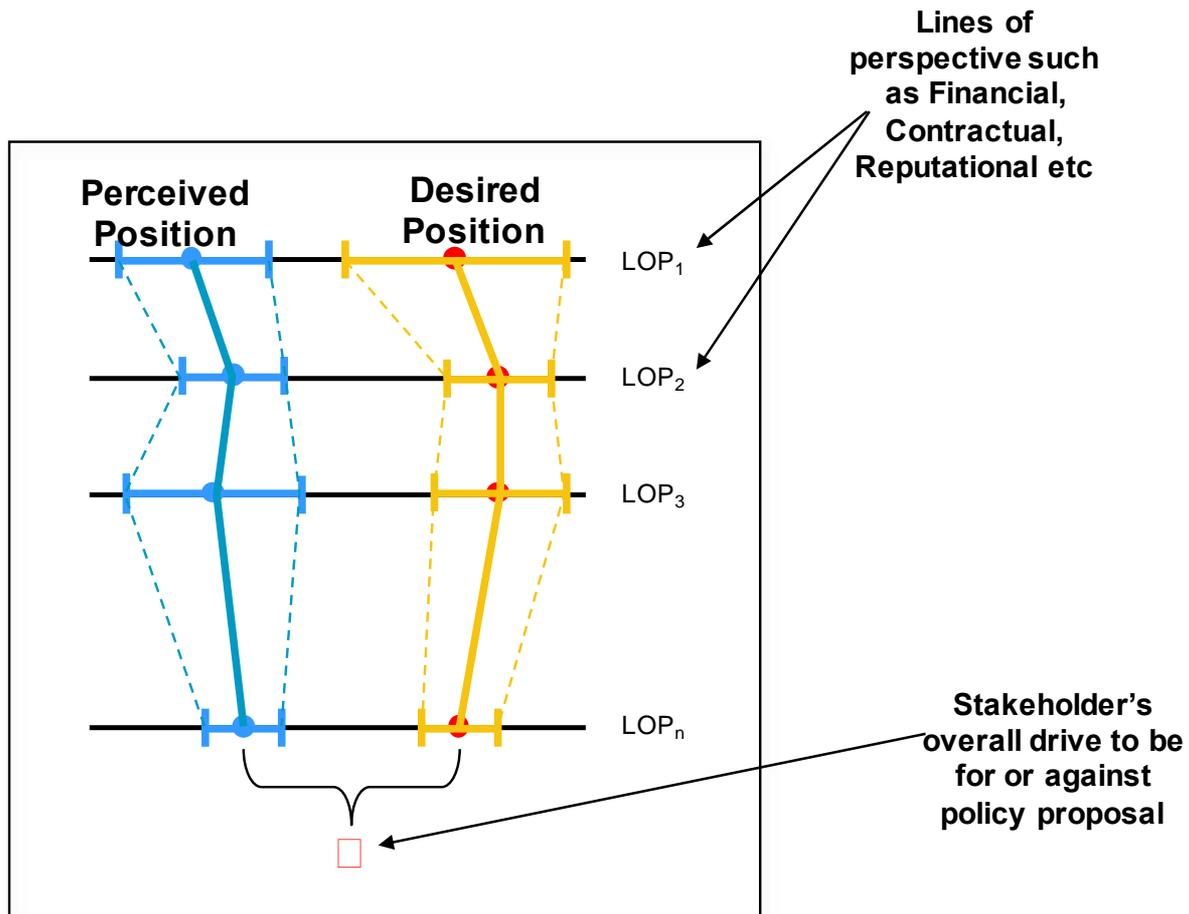 Lines of
perspective such
as Financial,
Contractual,
Reputational etc
Perceived
Position
Desired
Position
LOP₁
LOP₂
LOP₃
LOPₙ
Stakeholder’s
overall drive to be
for or against
policy proposal